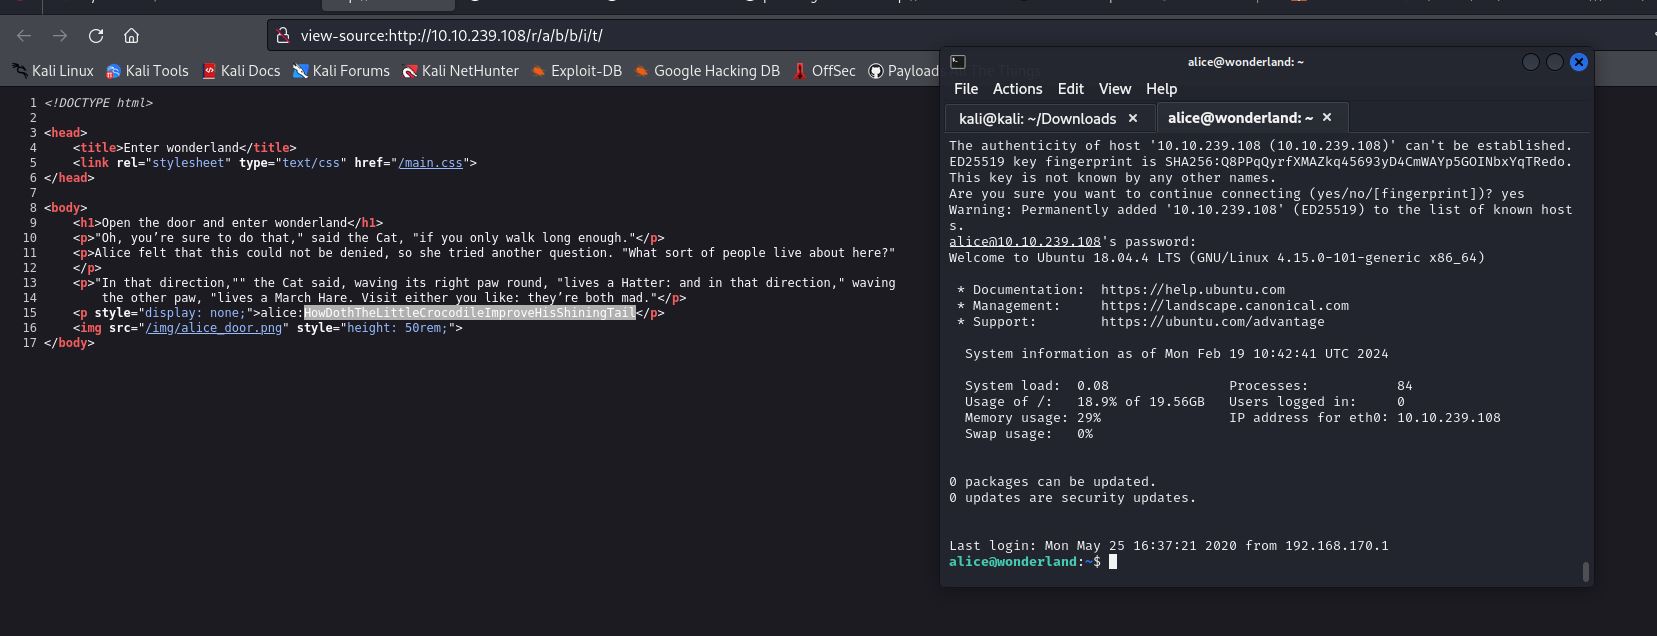 view-source:http://10.10.239.108/r/a/b/b/i/t/
Kali Linux Kali Tools Kali Docs Kali Forums Kali NetHunter Exploit-DB Google Hacking DB OffSec Payloads All The Things
1 <!DOCTYPE html>
2
3 <head>
4 <title>Enter wonderland</title>
5 <link rel="stylesheet" type="text/css" href="/main.css">
6 </head>
7
8 <body>
9 <h1>Open the door and enter wonderland</h1>
10 <p>"Oh, you’re sure to do that," said the Cat, "if you only walk long enough."</p>
11 <p>Alice felt that this could not be denied, so she tried another question. "What sort of people live about here?"
12 </p>
13 <p>"In that direction,"" the Cat said, waving its right paw round, "lives a Hatter: and in that direction," waving
14 the other paw, "lives a March Hare. Visit either you like: they’re both mad."</p>
15 <p style="display: none;">alice:HowDothTheLittleCrocodileImproveHisShiningTail</p>
16 <img src="/img/alice_door.png" style="height: 50rem;">
17 </body>
alice@wonderland: ~
File Actions Edit View Help
kali@kali: ~/Downloads × alice@wonderland: ~ ×
The authenticity of host '10.10.239.108 (10.10.239.108)' can't be established.
ED25519 key fingerprint is SHA256:Q8PPqQyrfXMAZkq45693yD4CmWAYp5GOINbxYqTRedo.
This key is not known by any other names.
Are you sure you want to continue connecting (yes/no/[fingerprint])? yes
Warning: Permanently added '10.10.239.108' (ED25519) to the list of known host
s.
alice@10.10.239.108's password:
Welcome to Ubuntu 18.04.4 LTS (GNU/Linux 4.15.0-101-generic x86_64)
* Documentation: https://help.ubuntu.com
* Management: https://landscape.canonical.com
* Support: https://ubuntu.com/advantage
System information as of Mon Feb 19 10:42:41 UTC 2024
System load: 0.08 Processes: 84
Usage of /: 18.9% of 19.56GB Users logged in: 0
Memory usage: 29% IP address for eth0: 10.10.239.108
Swap usage: 0%
0 packages can be updated.
0 updates are security updates.
Last login: Mon May 25 16:37:21 2020 from 192.168.170.1
alice@wonderland:~$